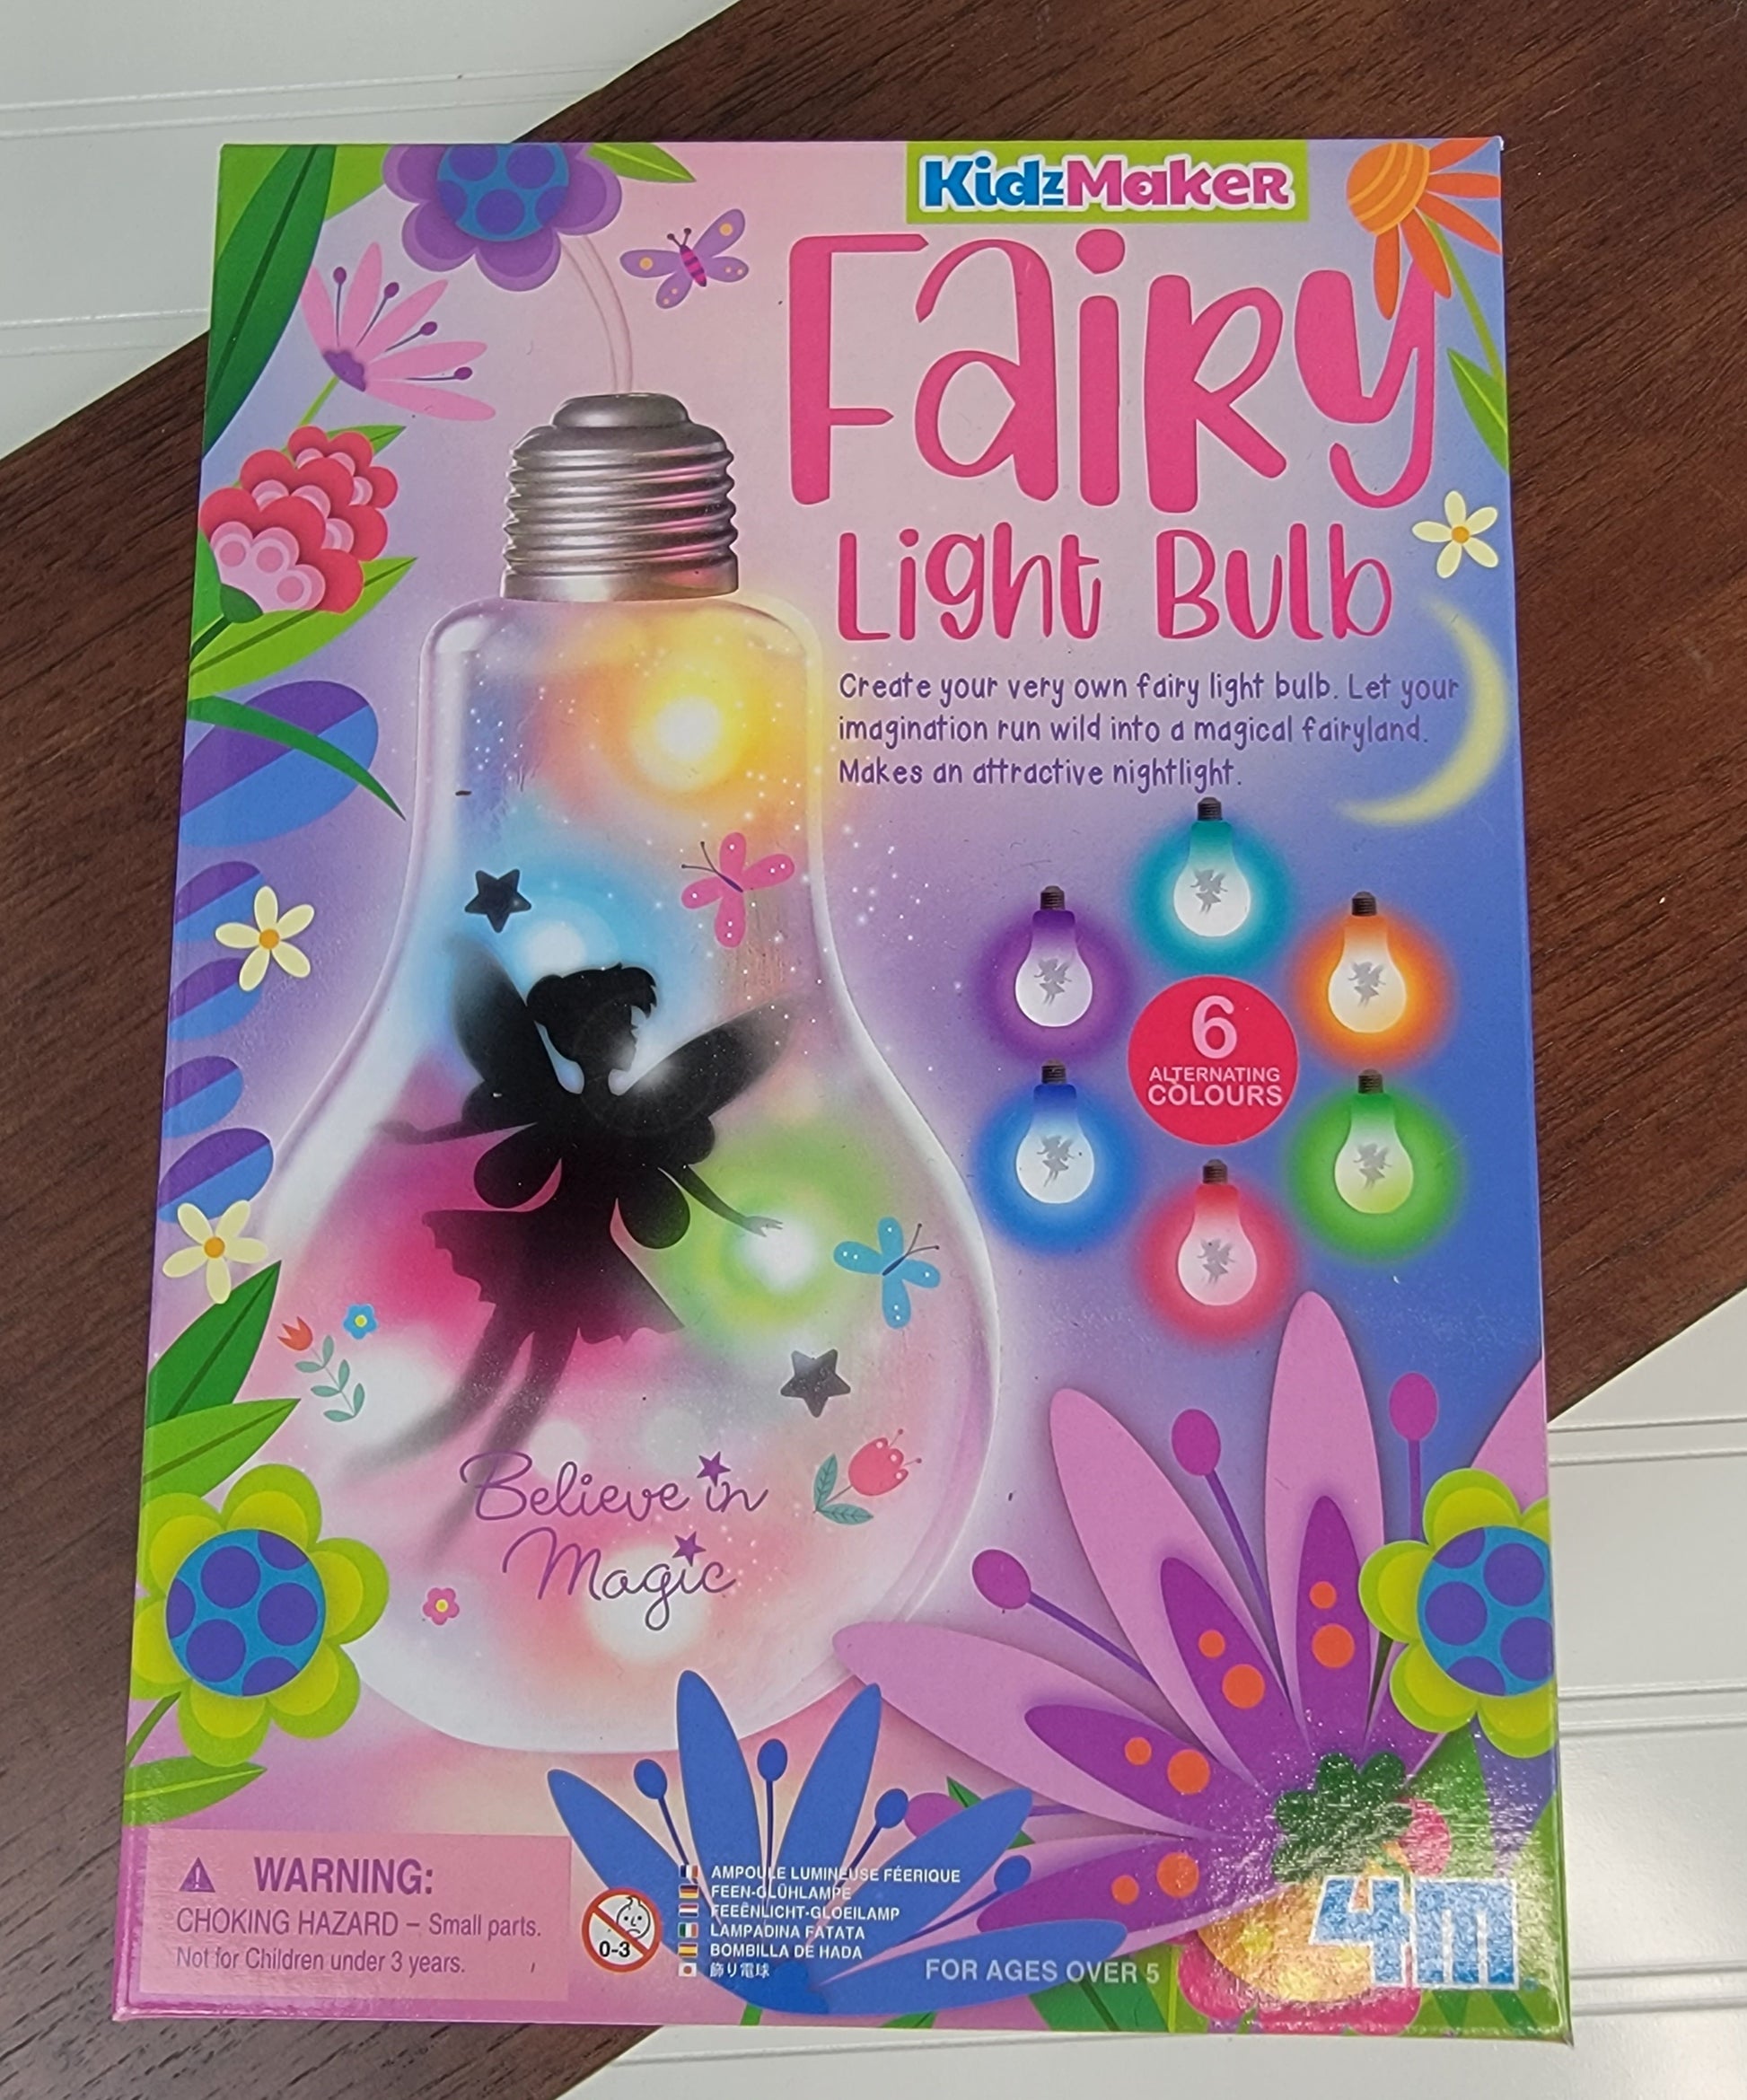 KidzMaker
Fairy
Light Bulb
Create your very own fairy light bulb. Let your
imagination run wild into a magical fairyland.
Makes an attractive nightlight.
6
ALTERNATING
COLOURS
Believe in
Magic
WARNING:
CHOKING HAZARD – Small parts.
Not for Children under 3 years.
0-3
AMPOULE LUMINEUSE FÉERIQUE
FEEN-GLÜHLAMPE
FEEËNLICHT-GLOEILAMP
LAMPADINA FATATA
BOMBILLA DE HADA
飾り電球
FOR AGES OVER 5
4M